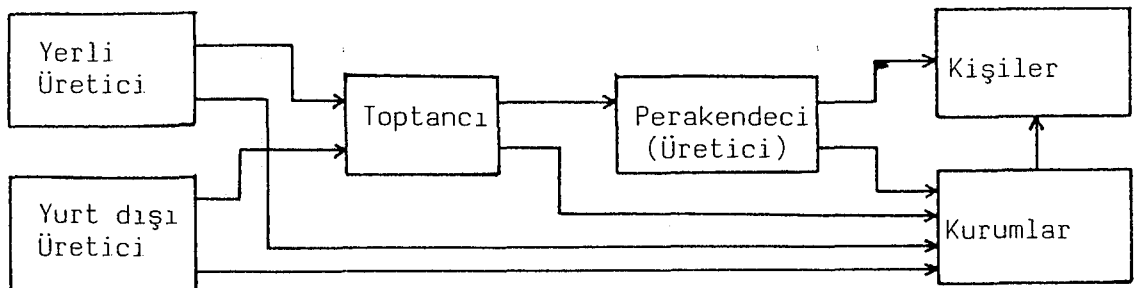 Yerli
Üretici
Yurt dışı
Üretici
Toptancı
Perakendeci
(Üretici)
Kişiler
Kurumlar